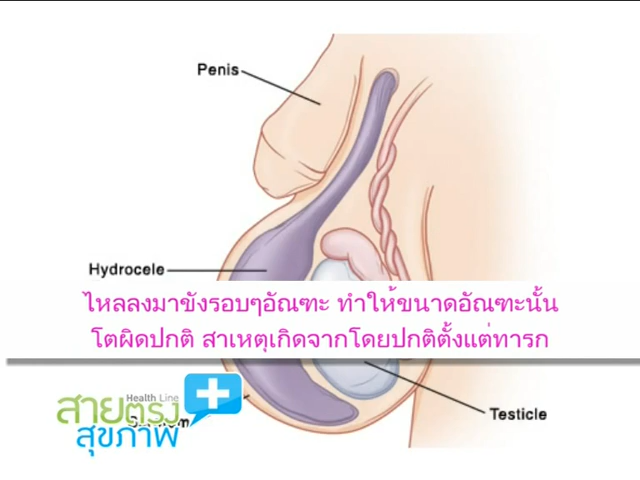 Penis
Hydrocele
ไหลลงมาขังรอบๆอัณฑะ ทำให้ขนาดอัณฑะนั้น
โตผิดปกติ สาเหตุเกิดจากโดยปกติตั้งแต่ทารก
Health Line
สายตรง
สุขภาพ
Testicle